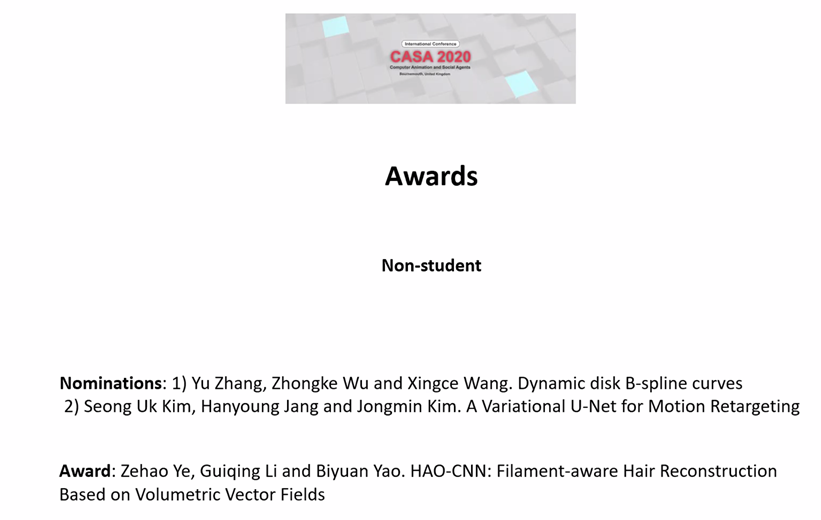 International Conference
CASA 2020
Computer Animation and Social Agents
Bournemouth, United Kingdom
Awards
Non-student
Nominations: 1) Yu Zhang, Zhongke Wu and Xingce Wang. Dynamic disk B-spline curves
2) Seong Uk Kim, Hanyoung Jang and Jongmin Kim. A Variational U-Net for Motion Retargeting
Award: Zehao Ye, Guiqing Li and Biyuan Yao. HAO-CNN: Filament-aware Hair Reconstruction
Based on Volumetric Vector Fields